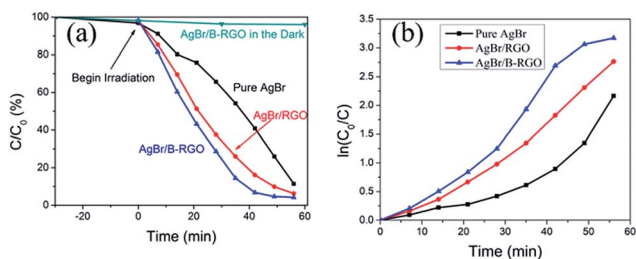 (a)
AgBr/B-RGO in the Dark
Begin Irradiation
Pure AgBr
AgBr/RGO
AgBr/B-RGO
C/C₀ (%)
100
80
60
40
20
0
-20 0 20 40 60
Time (min)
(b)
Pure AgBr
AgBr/RGO
AgBr/B-RGO
ln(C₀/C)
3.5
3.0
2.5
2.0
1.5
1.0
0.5
0.0
0 10 20 30 40 50 60
Time (min)